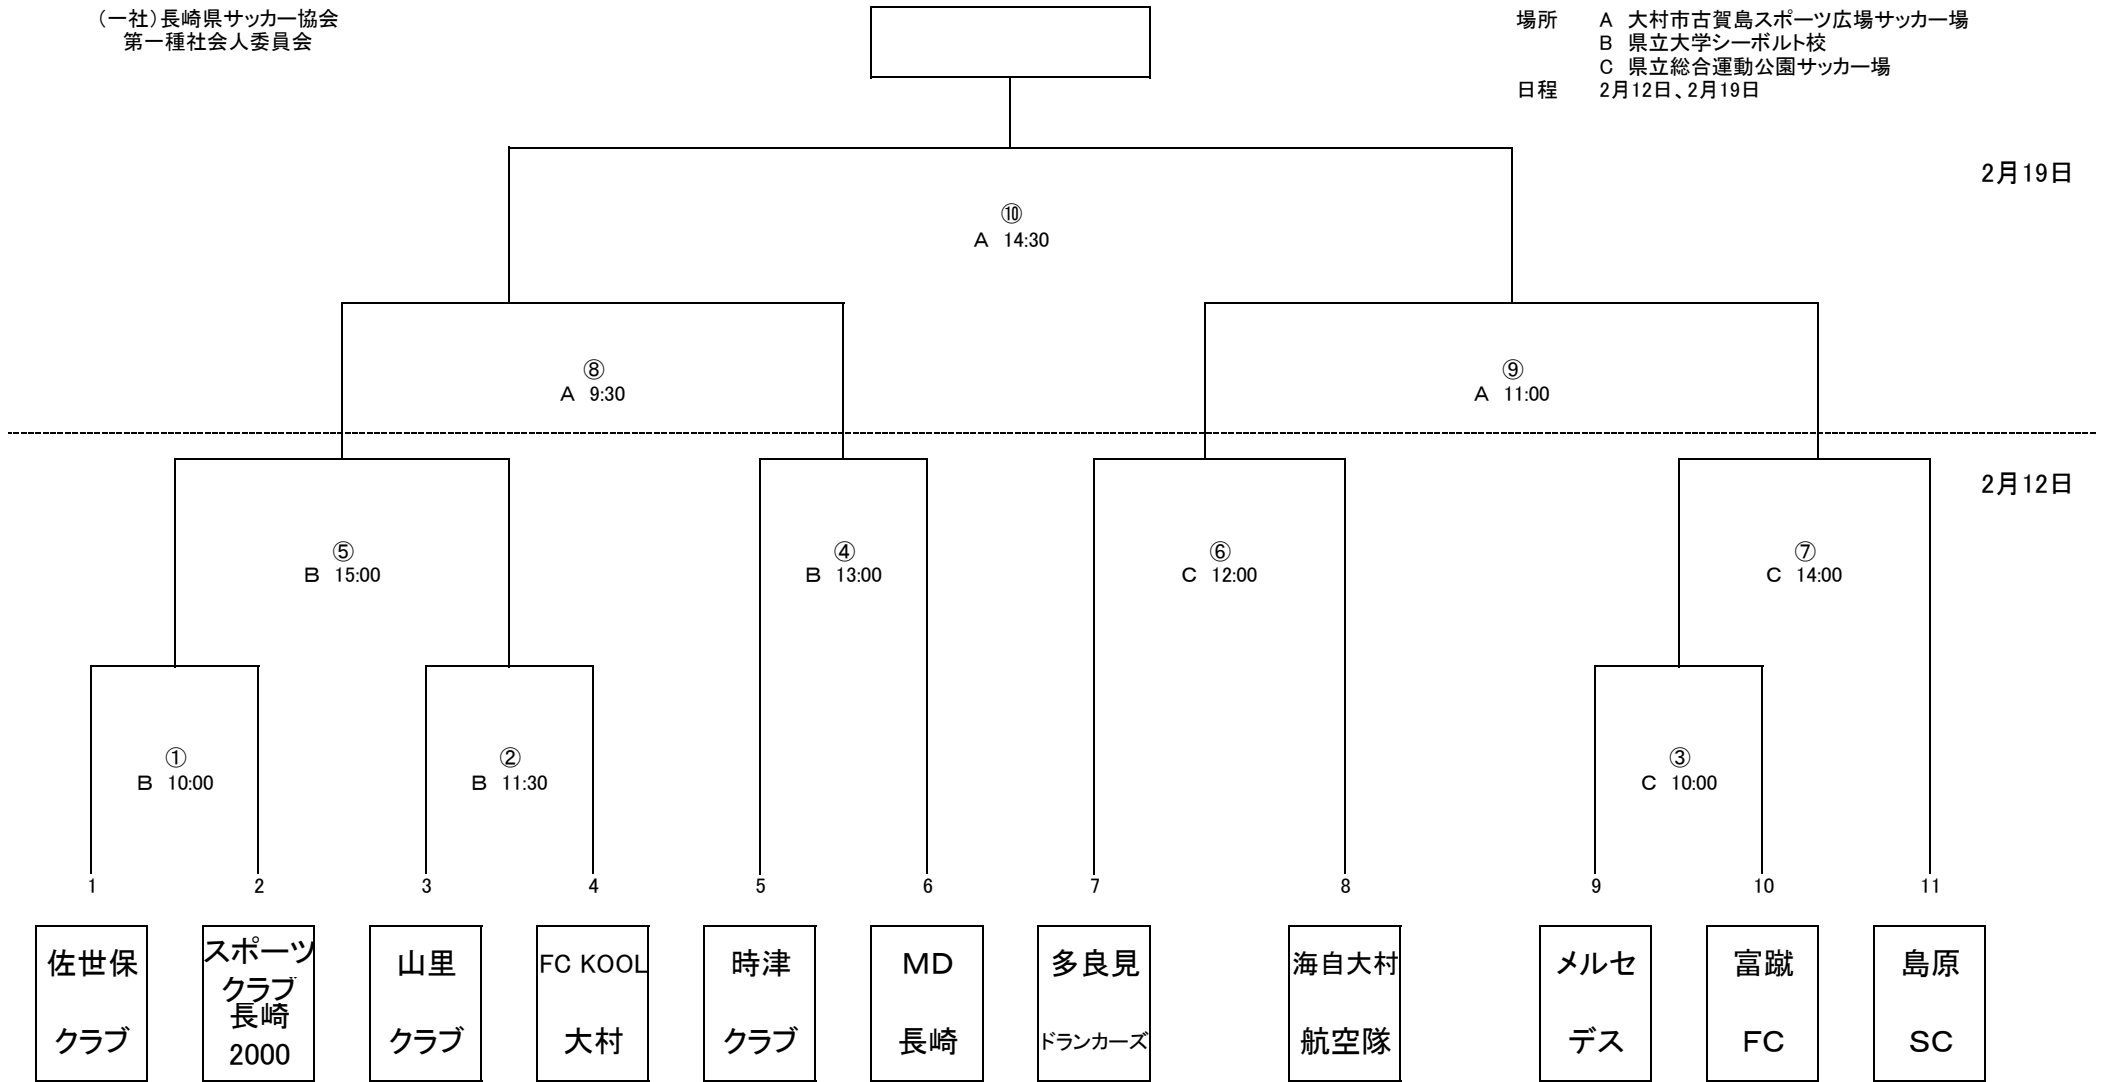 （一社）長崎県サッカー協会
第一種社会人委員会
場所 A 大村市古賀島スポーツ広場サッカー場
B 県立大学シーボルト校
C 県立総合運動公園サッカー場
日程 2月12日、2月19日
2月19日
⑩
A 14:30
⑧
A 9:30
⑨
A 11:00
2月12日
⑤
B 15:00
④
B 13:00
⑥
C 12:00
⑦
C 14:00
①
B 10:00
②
B 11:30
③
C 10:00
1 2 3 4 5 6 7 8 9 10 11
佐世保
クラブ
スポーツ
クラブ
長崎
2000
山里
クラブ
FC KOOL
大村
時津
クラブ
MD
長崎
多良見
ドランカーズ
海自大村
航空隊
メルセ
デス
富蹴
FC
島原
SC